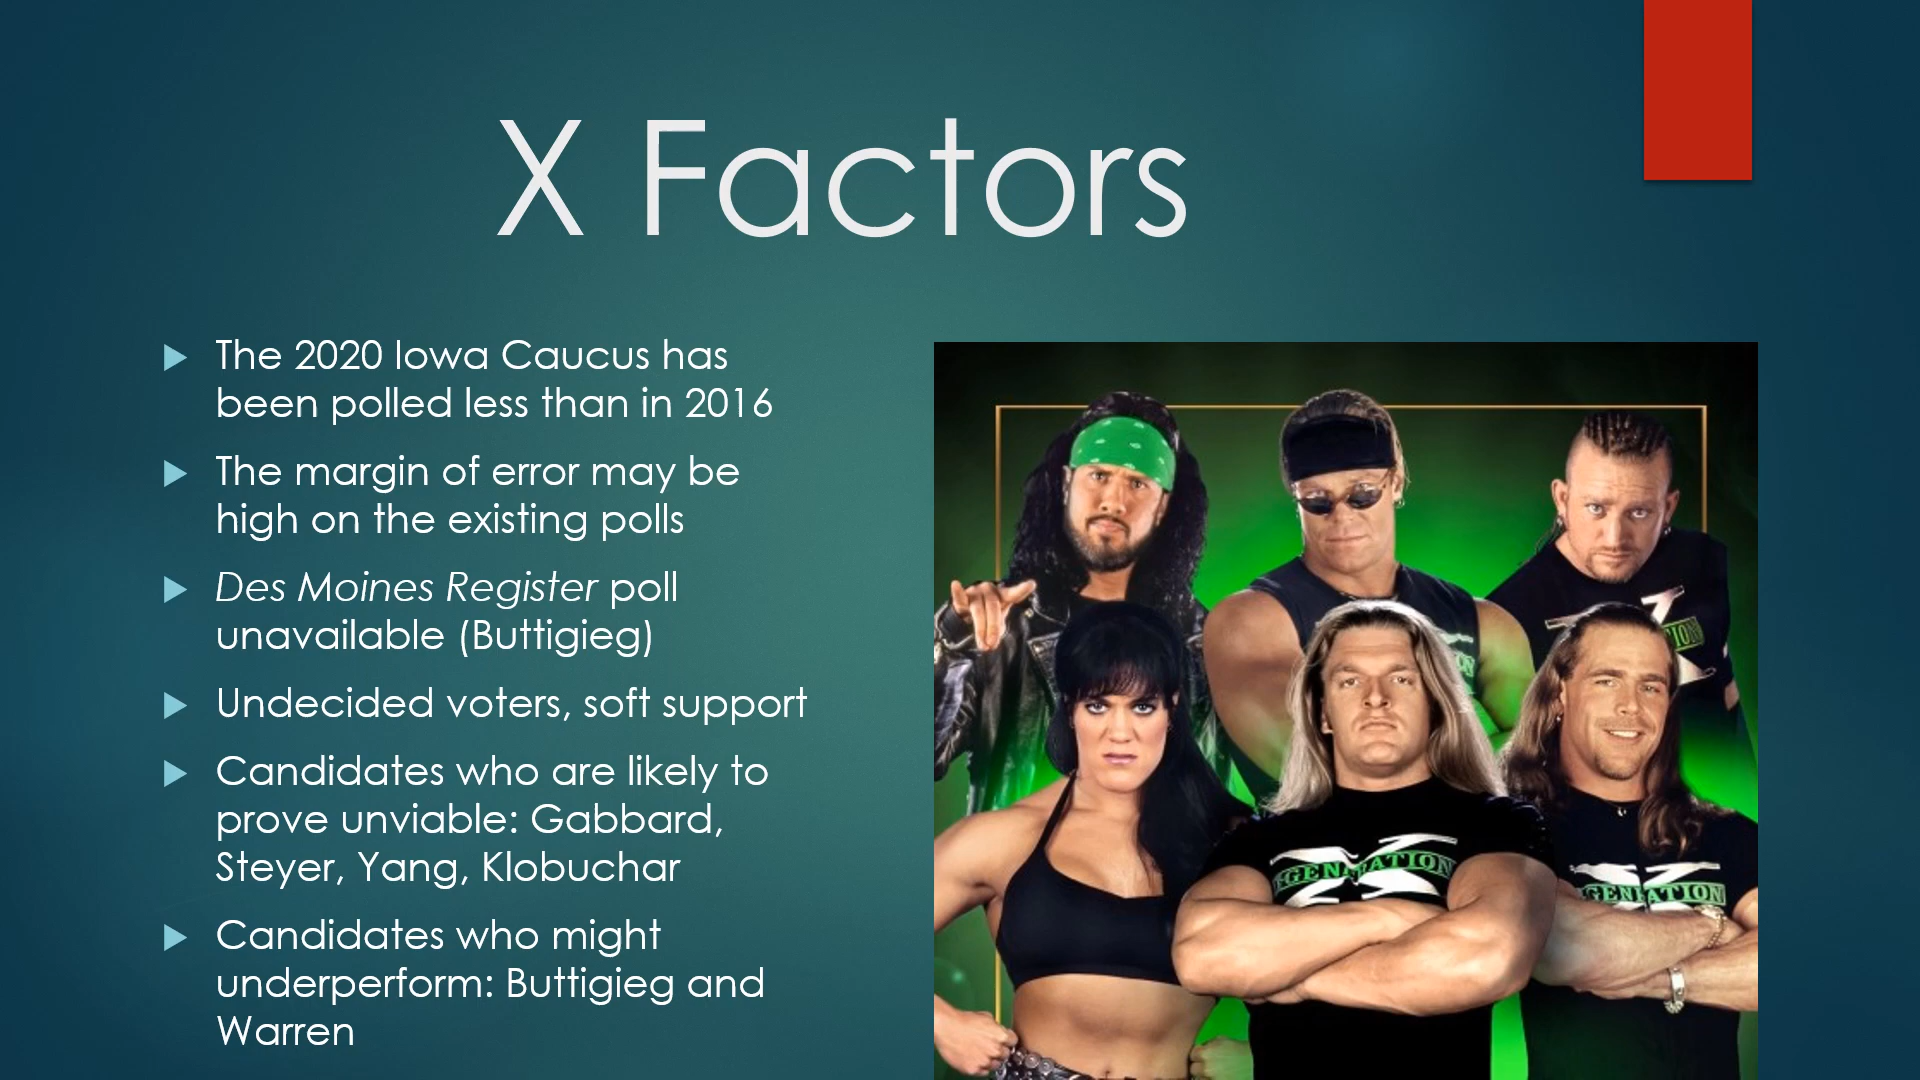 X Factors
The 2020 Iowa Caucus has
been polled less than in 2016
The margin of error may be
high on the existing polls
Des Moines Register poll
unavailable (Buttigieg)
Undecided voters, soft support
Candidates who are likely to
prove unviable: Gabbard,
Steyer, Yang, Klobuchar
Candidates who might
underperform: Buttigieg and
Warren